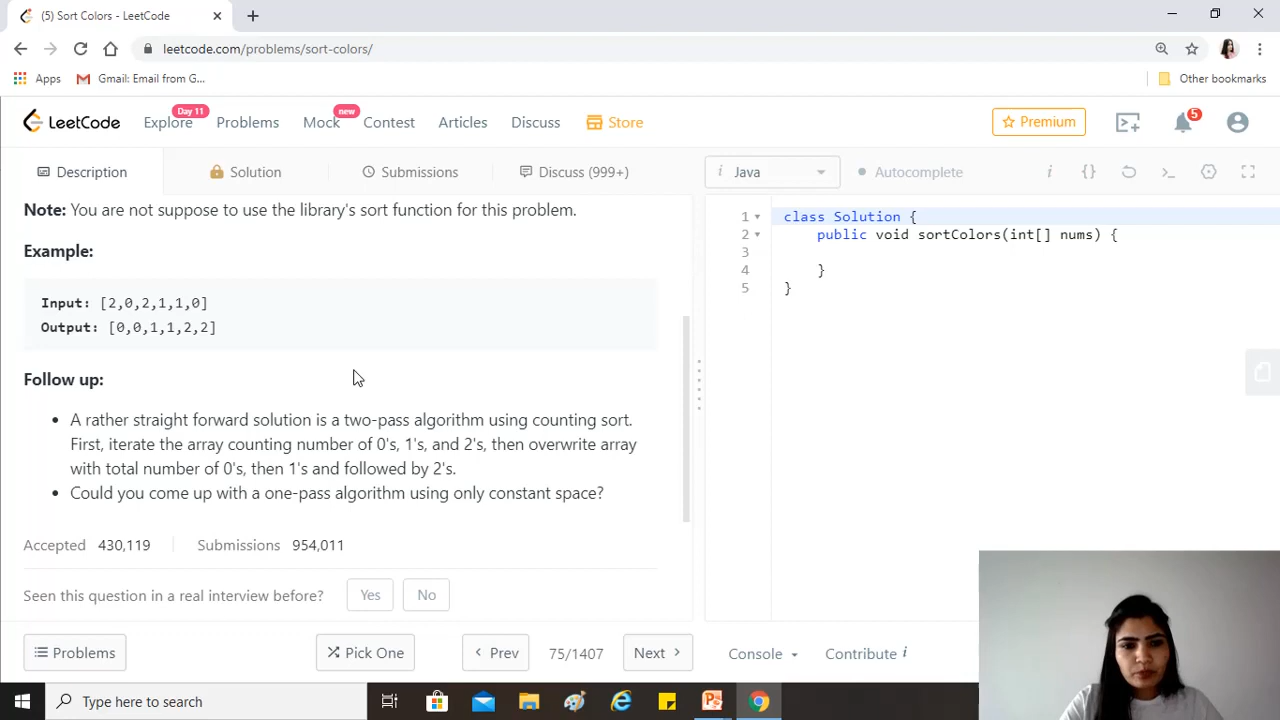 (5) Sort Colors - LeetCode
leetcode.com/problems/sort-colors/
Apps Gmail: Email from G... Other bookmarks
LeetCode Explore Day 11 Problems Mock new Contest Articles Discuss Store Premium 5
Description Solution Submissions Discuss (999+) i Java Autocomplete i {}
Note: You are not suppose to use the library's sort function for this problem.
Example:
Input: [2,0,2,1,1,0]
Output: [0,0,1,1,2,2]
Follow up:
• A rather straight forward solution is a two-pass algorithm using counting sort.
First, iterate the array counting number of 0's, 1's, and 2's, then overwrite array
with total number of 0's, then 1's and followed by 2's.
• Could you come up with a one-pass algorithm using only constant space?
Accepted 430,119 Submissions 954,011
Seen this question in a real interview before? Yes No
1 class Solution {
2 public void sortColors(int[] nums) {
3
4 }
5 }
Problems Pick One Prev 75/1407 Next Console Contribute i
Type here to search